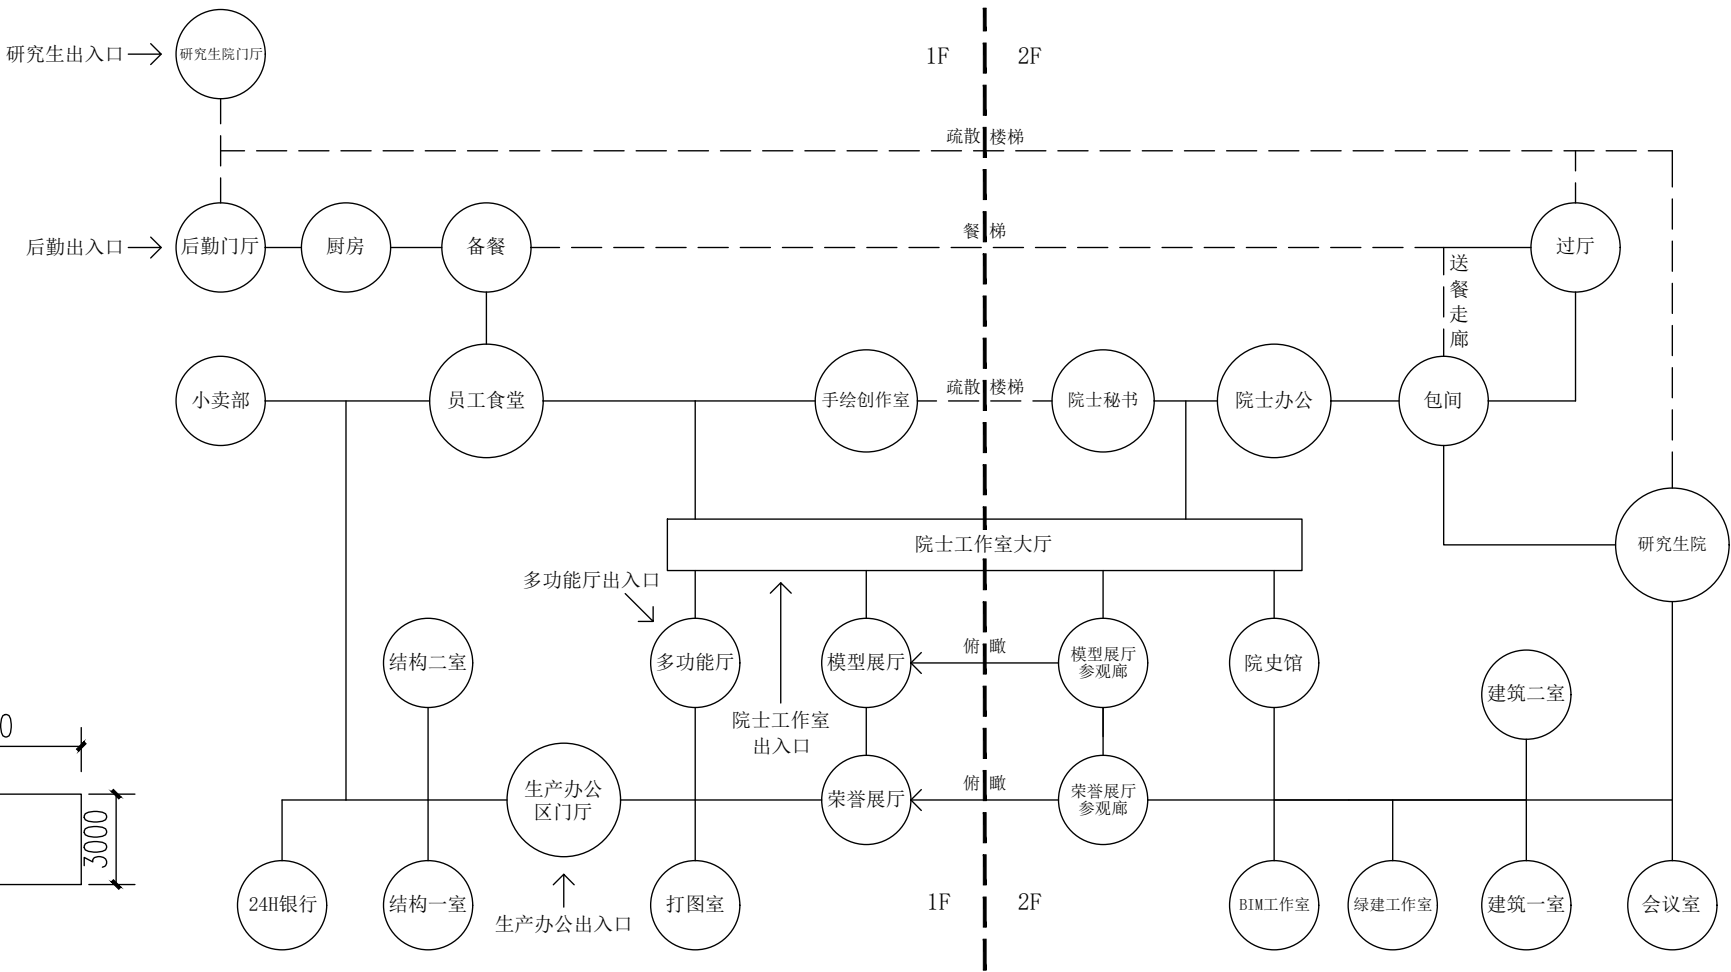 1F
2F
研究生出入口
研究生院门厅
疏散
楼梯
后勤出入口
后勤门厅
厨房
备餐
餐
梯
送餐走廊
过厅
小卖部
员工食堂
手绘创作室
疏散
楼梯
院士秘书
院士办公
包间
院士工作室大厅
研究生院
多功能厅出入口
结构二室
多功能厅
模型展厅
俯
瞰
模型展厅
参观廊
院史馆
建筑二室
院士工作室
出入口
0
3000
生产办公
区门厅
荣誉展厅
俯
瞰
荣誉展厅
参观廊
24H银行
结构一室
生产办公出入口
打图室
1F
2F
BIM工作室
绿建工作室
建筑一室
会议室